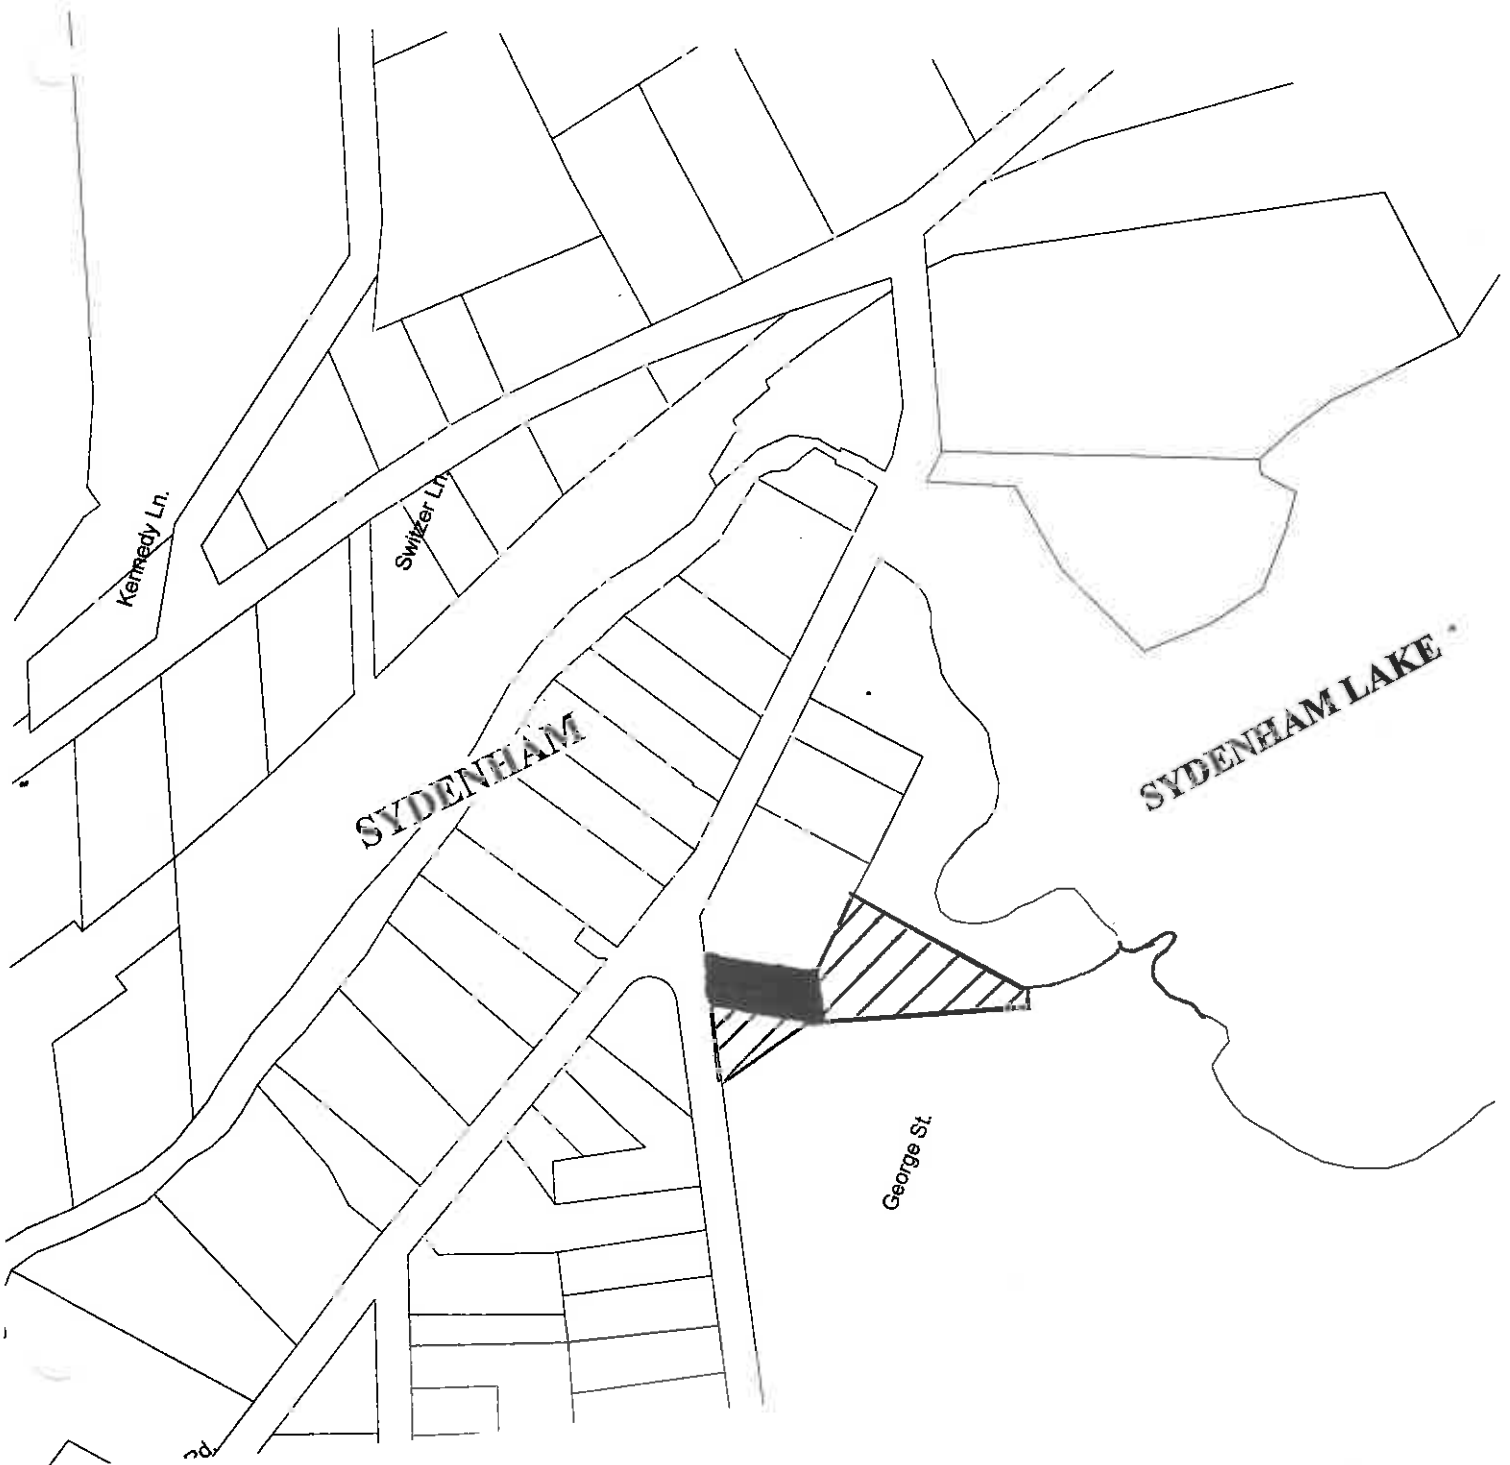 Kennedy Ln.
Switzer Ln.
SYDENHAM
SYDENHAM LAKE
George St.